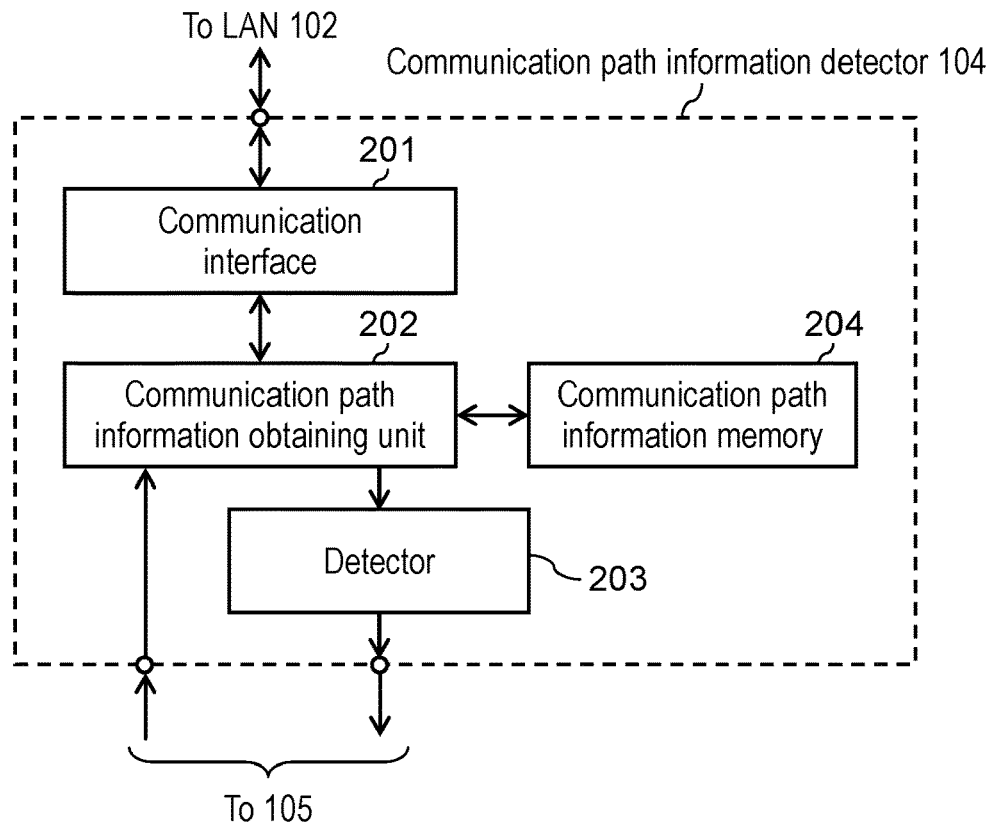 To LAN 102
Communication path information detector 104
201
Communication
interface
202
Communication path
information obtaining unit
204
Communication path
information memory
Detector
203
To 105